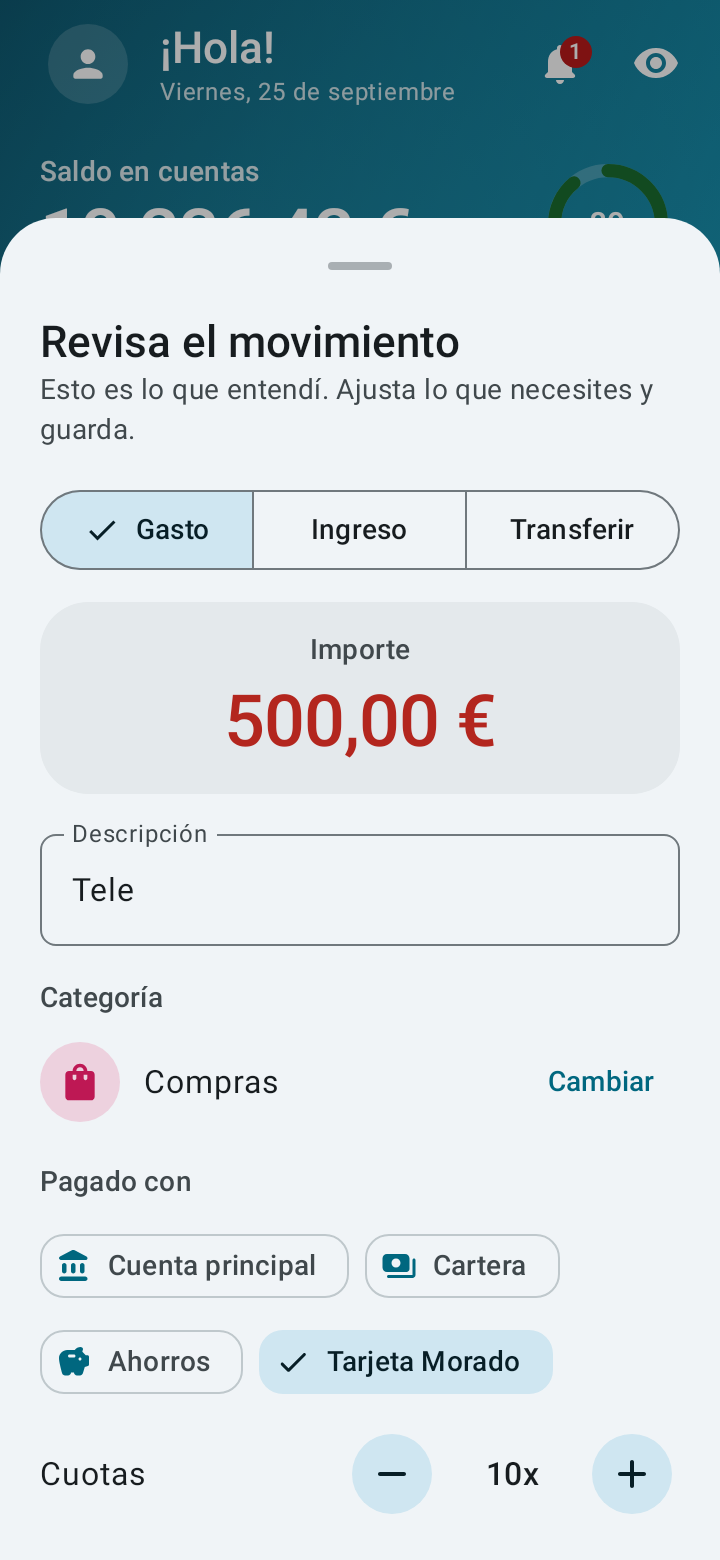 ¡Hola!
1
Viernes, 25 de septiembre
Saldo en cuentas
Revisa el movimiento
Esto es lo que entendí. Ajusta lo que necesites y
guarda.
Gasto
Ingreso
Transferir
Importe
500,00 €
Descripción
Tele
Categoría
Compras
Cambiar
Pagado con
Cuenta principal
Cartera
Ahorros
Tarjeta Morado
Cuotas
10x